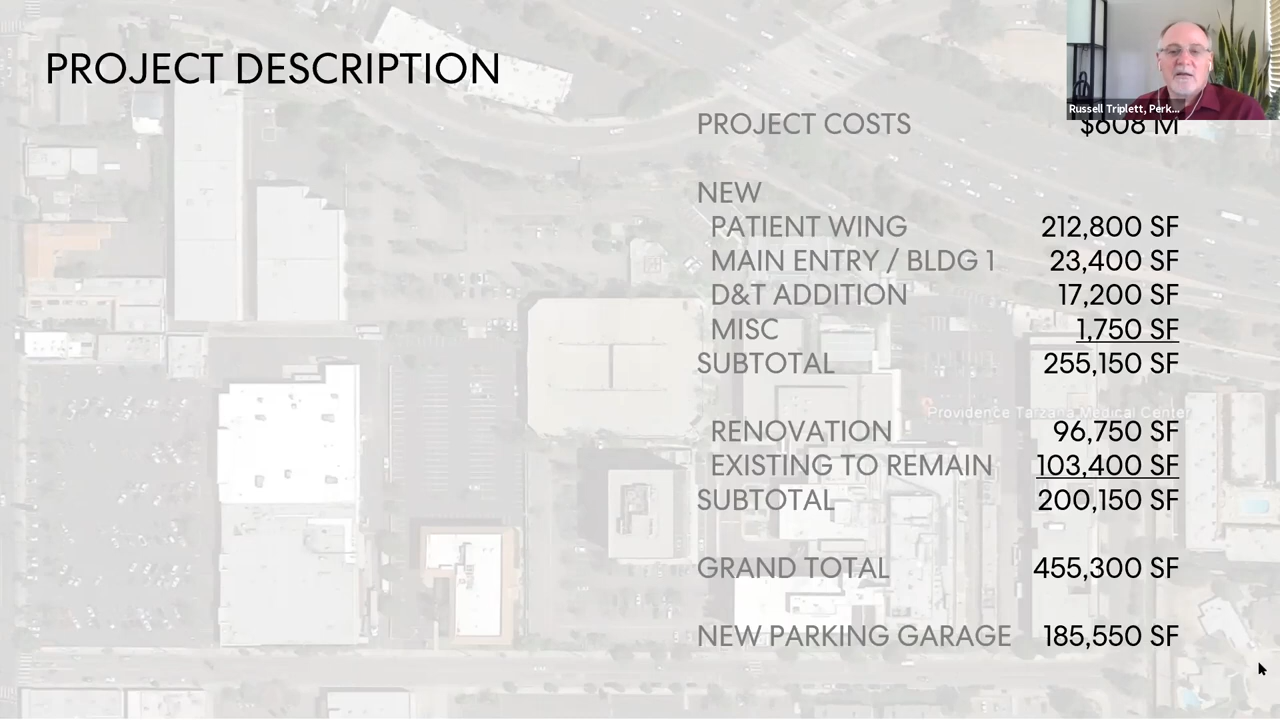 PROJECT DESCRIPTION
Russell Triplett, Perk...
PROJECT COSTS $608 M
NEW
PATIENT WING 212,800 SF
MAIN ENTRY / BLDG 1 23,400 SF
D&T ADDITION 17,200 SF
MISC 1,750 SF
SUBTOTAL 255,150 SF
Providence Tarzana Medical Center
RENOVATION 96,750 SF
EXISTING TO REMAIN 103,400 SF
SUBTOTAL 200,150 SF
GRAND TOTAL 455,300 SF
NEW PARKING GARAGE 185,550 SF